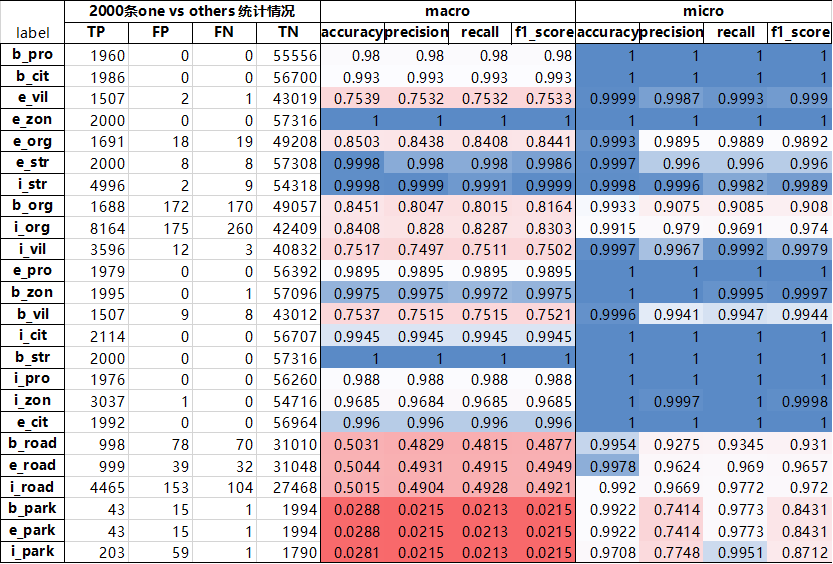 label 2000条one vs others 统计情况 macro micro
TP FP FN TN accuracy precision recall f1_score accuracy precision recall f1_score
b_pro 1960 0 0 55556 0.98 0.98 0.98 0.98 1 1 1 1
b_cit 1986 0 0 56700 0.993 0.993 0.993 0.993 1 1 1 1
e_vil 1507 2 1 43019 0.7539 0.7532 0.7532 0.7533 0.9999 0.9987 0.9993 0.999
e_zon 2000 0 0 57316 1 1 1 1 1 1 1 1
e_org 1691 18 19 49208 0.8503 0.8438 0.8408 0.8441 0.9993 0.9895 0.9889 0.9892
e_str 2000 8 8 57308 0.9998 0.998 0.998 0.9986 0.9997 0.996 0.996 0.996
i_str 4996 2 9 54318 0.9998 0.9999 0.9991 0.9999 0.9998 0.9996 0.9982 0.9989
b_org 1688 172 170 49057 0.8451 0.8047 0.8015 0.8164 0.9933 0.9075 0.9085 0.908
i_org 8164 175 260 42409 0.8408 0.828 0.8287 0.8303 0.9915 0.979 0.9691 0.974
i_vil 3596 12 3 40832 0.7517 0.7497 0.7511 0.7502 0.9997 0.9967 0.9992 0.9979
e_pro 1979 0 0 56392 0.9895 0.9895 0.9895 0.9895 1 1 1 1
b_zon 1995 0 1 57096 0.9975 0.9975 0.9972 0.9975 1 1 0.9995 0.9997
b_vil 1507 9 8 43012 0.7537 0.7515 0.7515 0.7521 0.9996 0.9941 0.9947 0.9944
i_cit 2114 0 0 56707 0.9945 0.9945 0.9945 0.9945 1 1 1 1
b_str 2000 0 0 57316 1 1 1 1 1 1 1 1
i_pro 1976 0 0 56260 0.988 0.988 0.988 0.988 1 1 1 1
i_zon 3037 1 0 54716 0.9685 0.9684 0.9685 0.9685 1 0.9997 1 0.9998
e_cit 1992 0 0 56964 0.996 0.996 0.996 0.996 1 1 1 1
b_road 998 78 70 31010 0.5031 0.4829 0.4815 0.4877 0.9954 0.9275 0.9345 0.931
e_road 999 39 32 31048 0.5044 0.4931 0.4915 0.4949 0.9978 0.9624 0.969 0.9657
i_road 4465 153 104 27468 0.5015 0.4904 0.4928 0.4921 0.992 0.9669 0.9772 0.972
b_park 43 15 1 1994 0.0288 0.0215 0.0213 0.0215 0.9922 0.7414 0.9773 0.8431
e_park 43 15 1 1994 0.0288 0.0215 0.0213 0.0215 0.9922 0.7414 0.9773 0.8431
i_park 203 59 1 1790 0.0281 0.0215 0.0213 0.0215 0.9708 0.7748 0.9951 0.8712